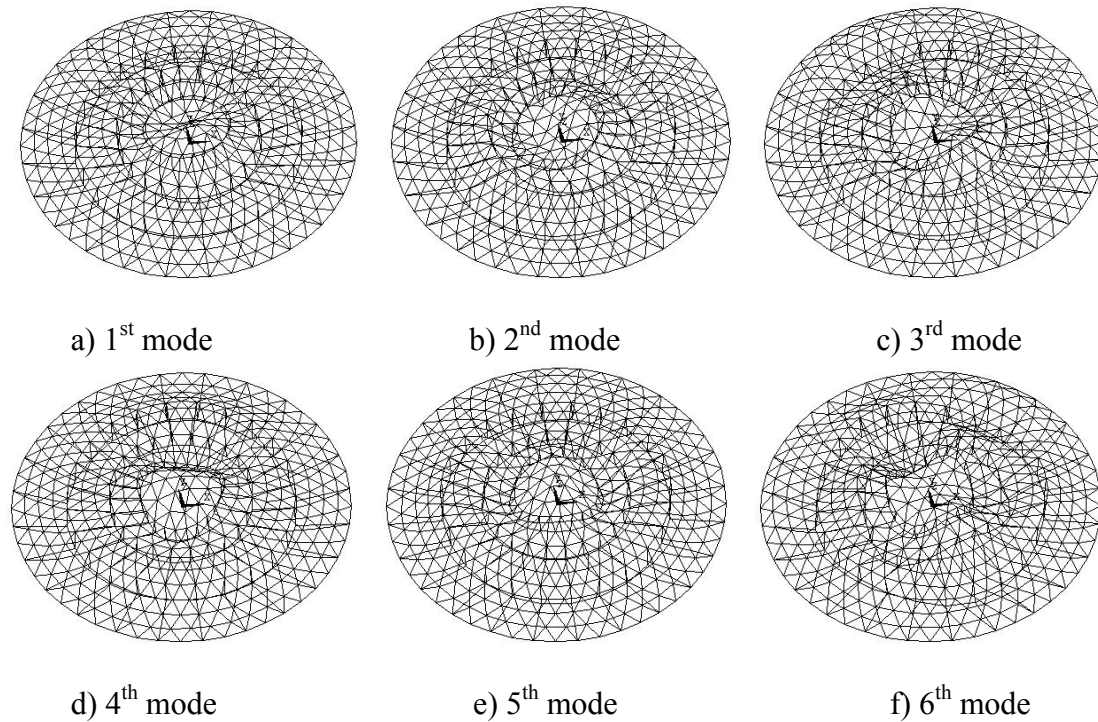 a) 1st mode
b) 2nd mode
c) 3rd mode
d) 4th mode
e) 5th mode
f) 6th mode